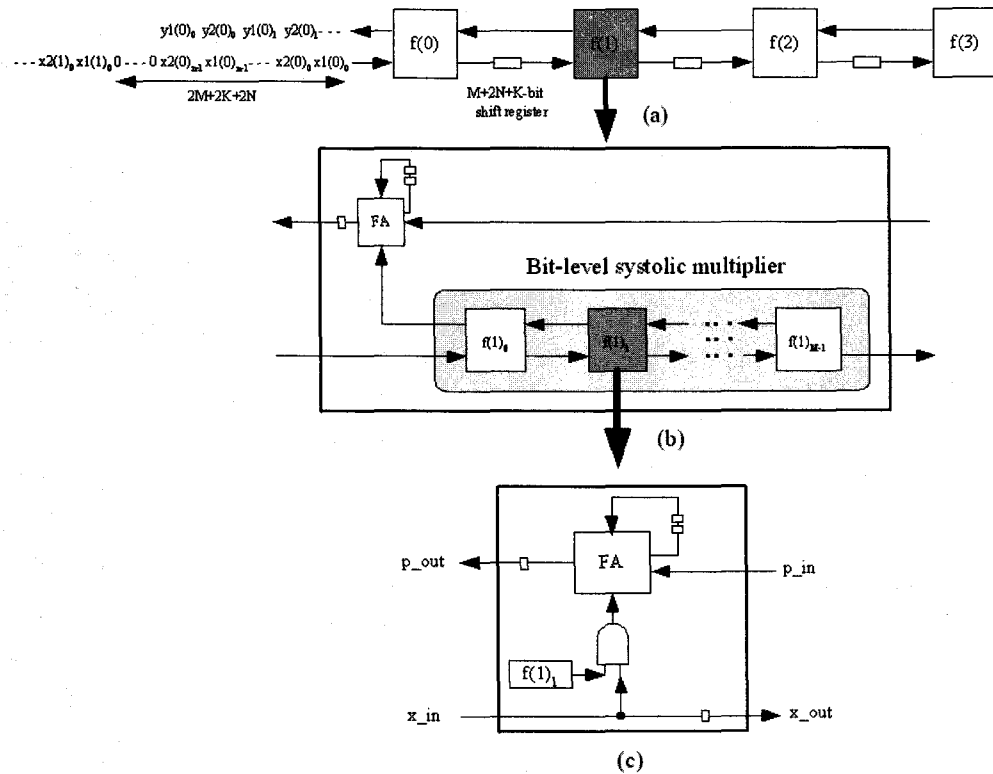 y1(0)₀ y2(0)₀ y1(0)₁ y2(0)₁ ...
f(0)
f(1)
f(2)
f(3)
... x2(1)₀ x1(1)₀ 0 ... 0 x2(0)ₙ₋₁ x1(0)ₙ₋₁ ... x2(0)₀ x1(0)₀
2M+2K+2N
M+2N+K-bit
shift register
(a)
FA
Bit-level systolic multiplier
f(1)₀
f(1)₁
f(1)M-1
(b)
FA
p_out
p_in
f(1)₁
x_in
x_out
(c)